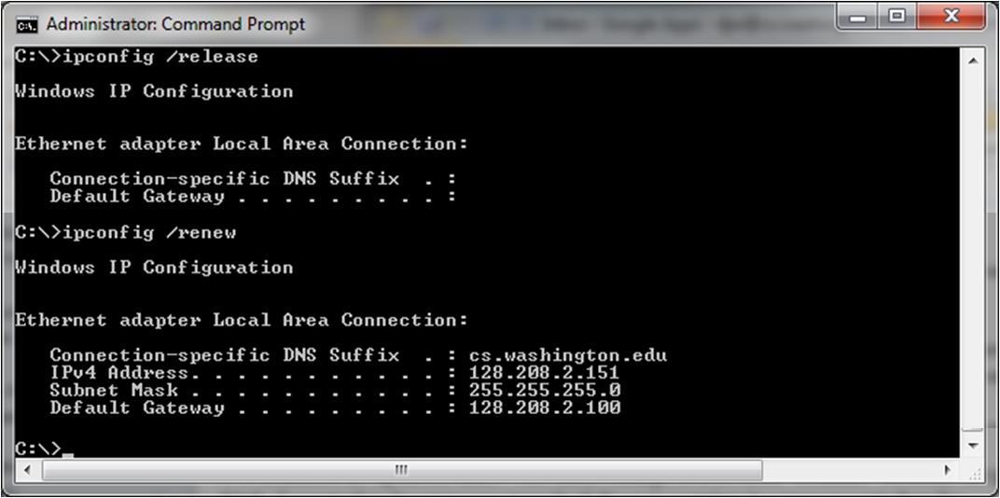 Administrator: Command Prompt
C:\>ipconfig /release
Windows IP Configuration
Ethernet adapter Local Area Connection:
Connection-specific DNS Suffix . :
Default Gateway . . . . . . . . . :
C:\>ipconfig /renew
Windows IP Configuration
Ethernet adapter Local Area Connection:
Connection-specific DNS Suffix . : cs.washington.edu
IPv4 Address. . . . . . . . . . . : 128.208.2.151
Subnet Mask . . . . . . . . . . . : 255.255.255.0
Default Gateway . . . . . . . . . : 128.208.2.100
C:\>_